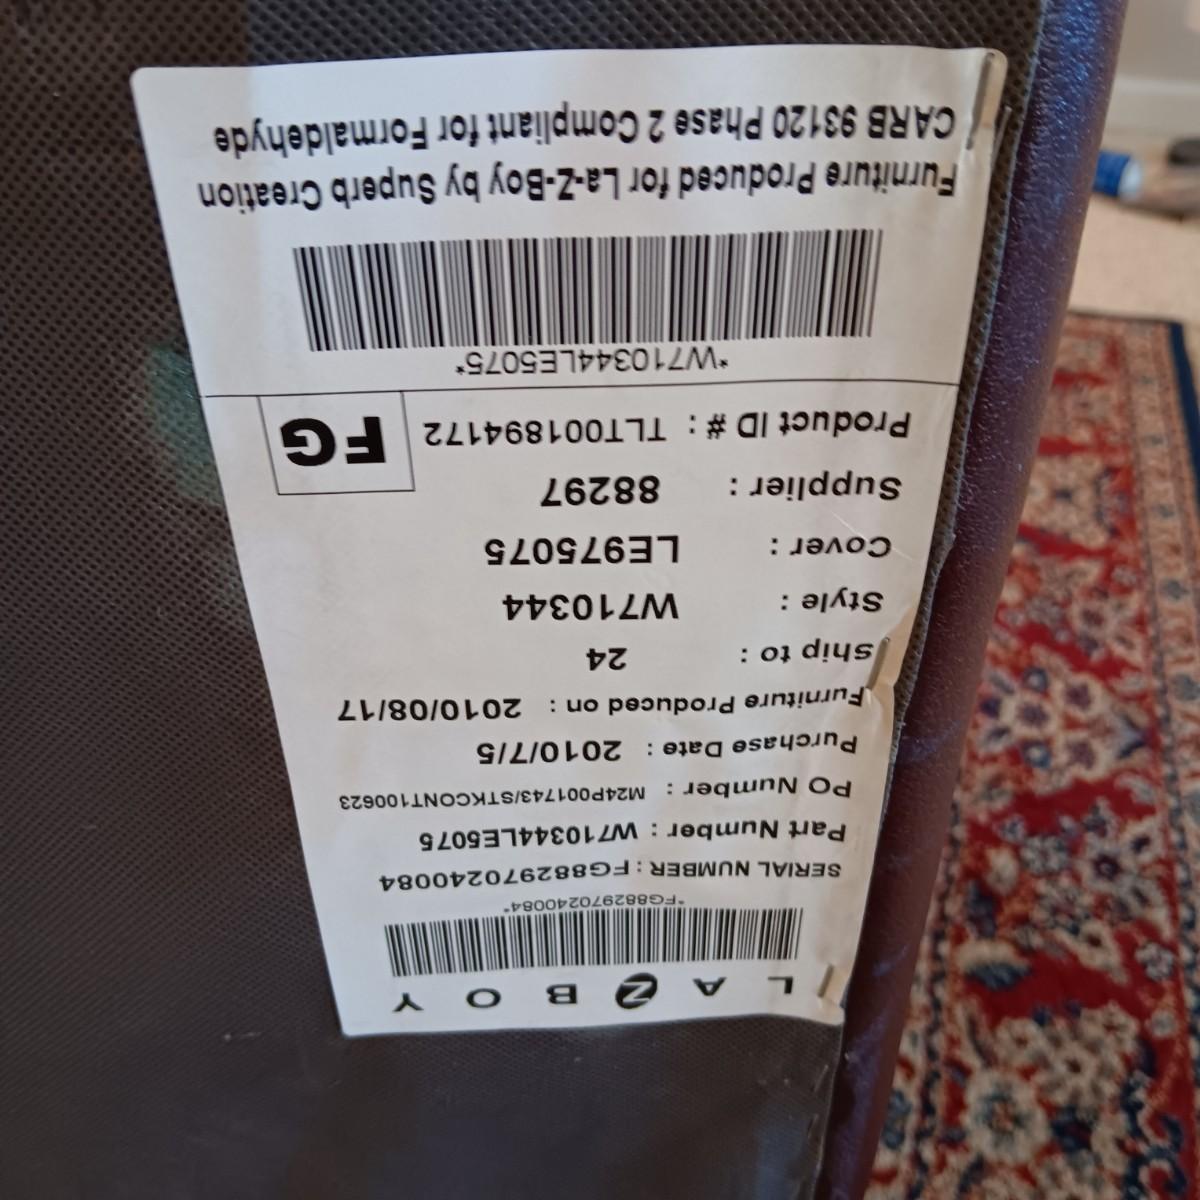 LAZBOY
*FG882970240084*
SERIAL NUMBER : FG882970240084
Part Number : W710344LE5075
PO Number : M24P001743/STKCONT100623
Purchase Date : 2010/7/5
Furniture Produced on : 2010/08/17
Ship to : 24
Style : W710344
Cover : LE975075
Supplier : 88297
Product ID # : TLT001894172
FG
*W710344LE5075*
Furniture Produced for La-Z-Boy by Superb Creation
CARB 93120 Phase 2 Compliant for Formaldehyde